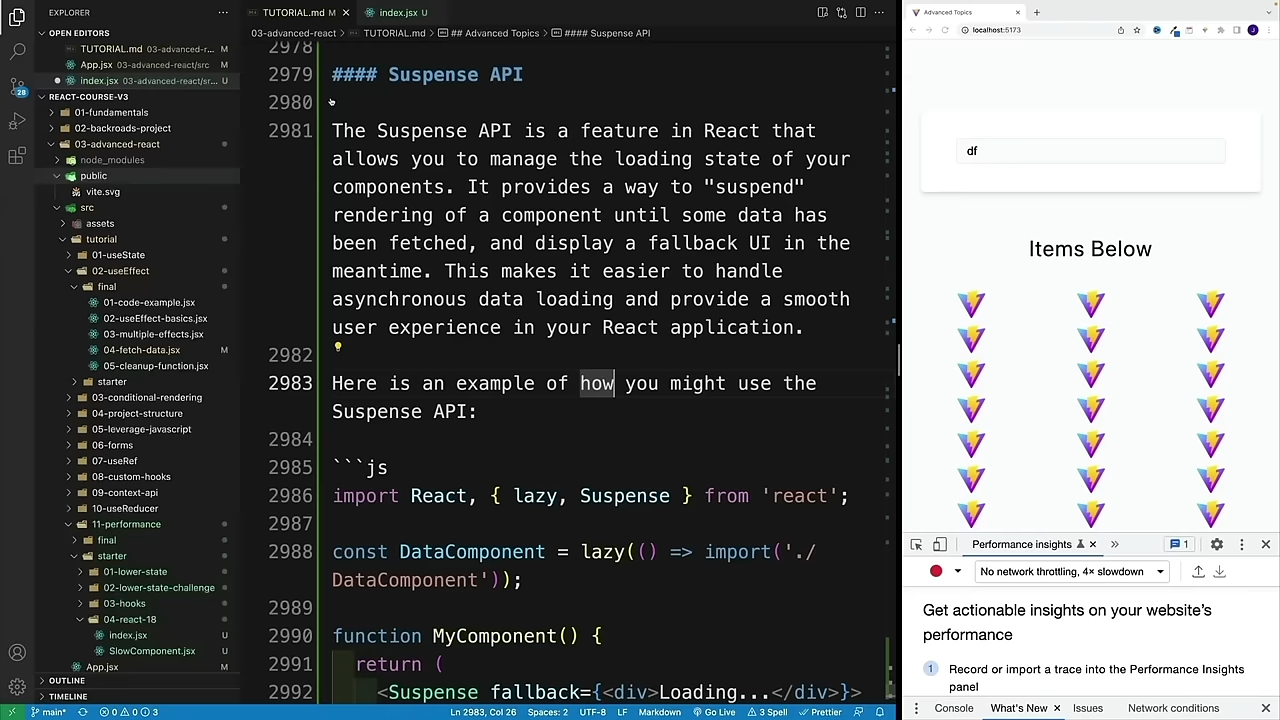 EXPLORER
OPEN EDITORS
TUTORIAL.md 03-advanced-react M
App.jsx 03-advanced-react/src M
index.jsx 03-advanced-react/sr... U
REACT-COURSE-V3
01-fundamentals
02-backroads-project
03-advanced-react
node_modules
public
vite.svg
src
assets
tutorial
01-useState
02-useEffect
final
01-code-example.jsx
02-useEffect-basics.jsx
03-multiple-effects.jsx
04-fetch-data.jsx M
05-cleanup-function.jsx
starter
03-conditional-rendering
04-project-structure
05-leverage-javascript
06-forms
07-useRef
08-custom-hooks
09-context-api
10-useReducer
11-performance
final
starter
01-lower-state
02-lower-state-challenge
03-hooks
04-react-18
index.jsx U
SlowComponent.jsx U
App.jsx M
OUTLINE
TIMELINE
28
TUTORIAL.md M
index.jsx U
03-advanced-react > TUTORIAL.md > ## Advanced Topics > #### Suspense API
2978
2979 #### Suspense API
2980
2981 The Suspense API is a feature in React that
allows you to manage the loading state of your
components. It provides a way to "suspend"
rendering of a component until some data has
been fetched, and display a fallback UI in the
meantime. This makes it easier to handle
asynchronous data loading and provide a smooth
user experience in your React application.
2982
2983 Here is an example of how you might use the
Suspense API:
2984
2985 ```js
2986 import React, { lazy, Suspense } from 'react';
2987
2988 const DataComponent = lazy(() => import('./
DataComponent'));
2989
2990 function MyComponent() {
2991 return (
2992 <Suspense fallback={<div>Loading...</div>}>
main* 0 0 3 Ln 2983, Col 26 Spaces: 2 UTF-8 LF Markdown Go Live 3 Spell Prettier
Advanced Topics
localhost:5173
J
df
Items Below
Performance insights
1
No network throttling, 4× slowdown
Get actionable insights on your website's
performance
1 Record or import a trace into the Performance Insights
panel
Console What's New Issues Network conditions